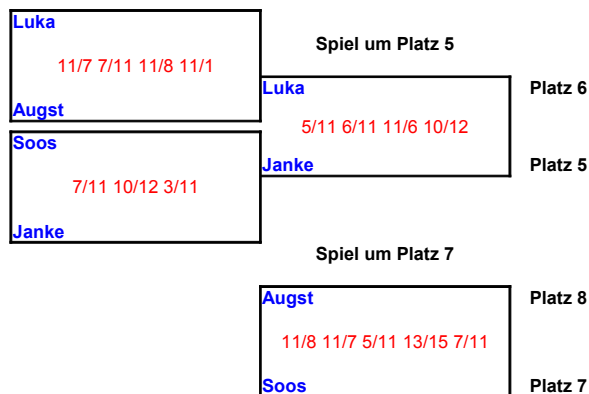 Luka
11/7 7/11 11/8 11/1
Augst
Soos
7/11 10/12 3/11
Janke
Spiel um Platz 5
Luka Platz 6
5/11 6/11 11/6 10/12
Janke Platz 5
Spiel um Platz 7
Augst Platz 8
11/8 11/7 5/11 13/15 7/11
Soos Platz 7